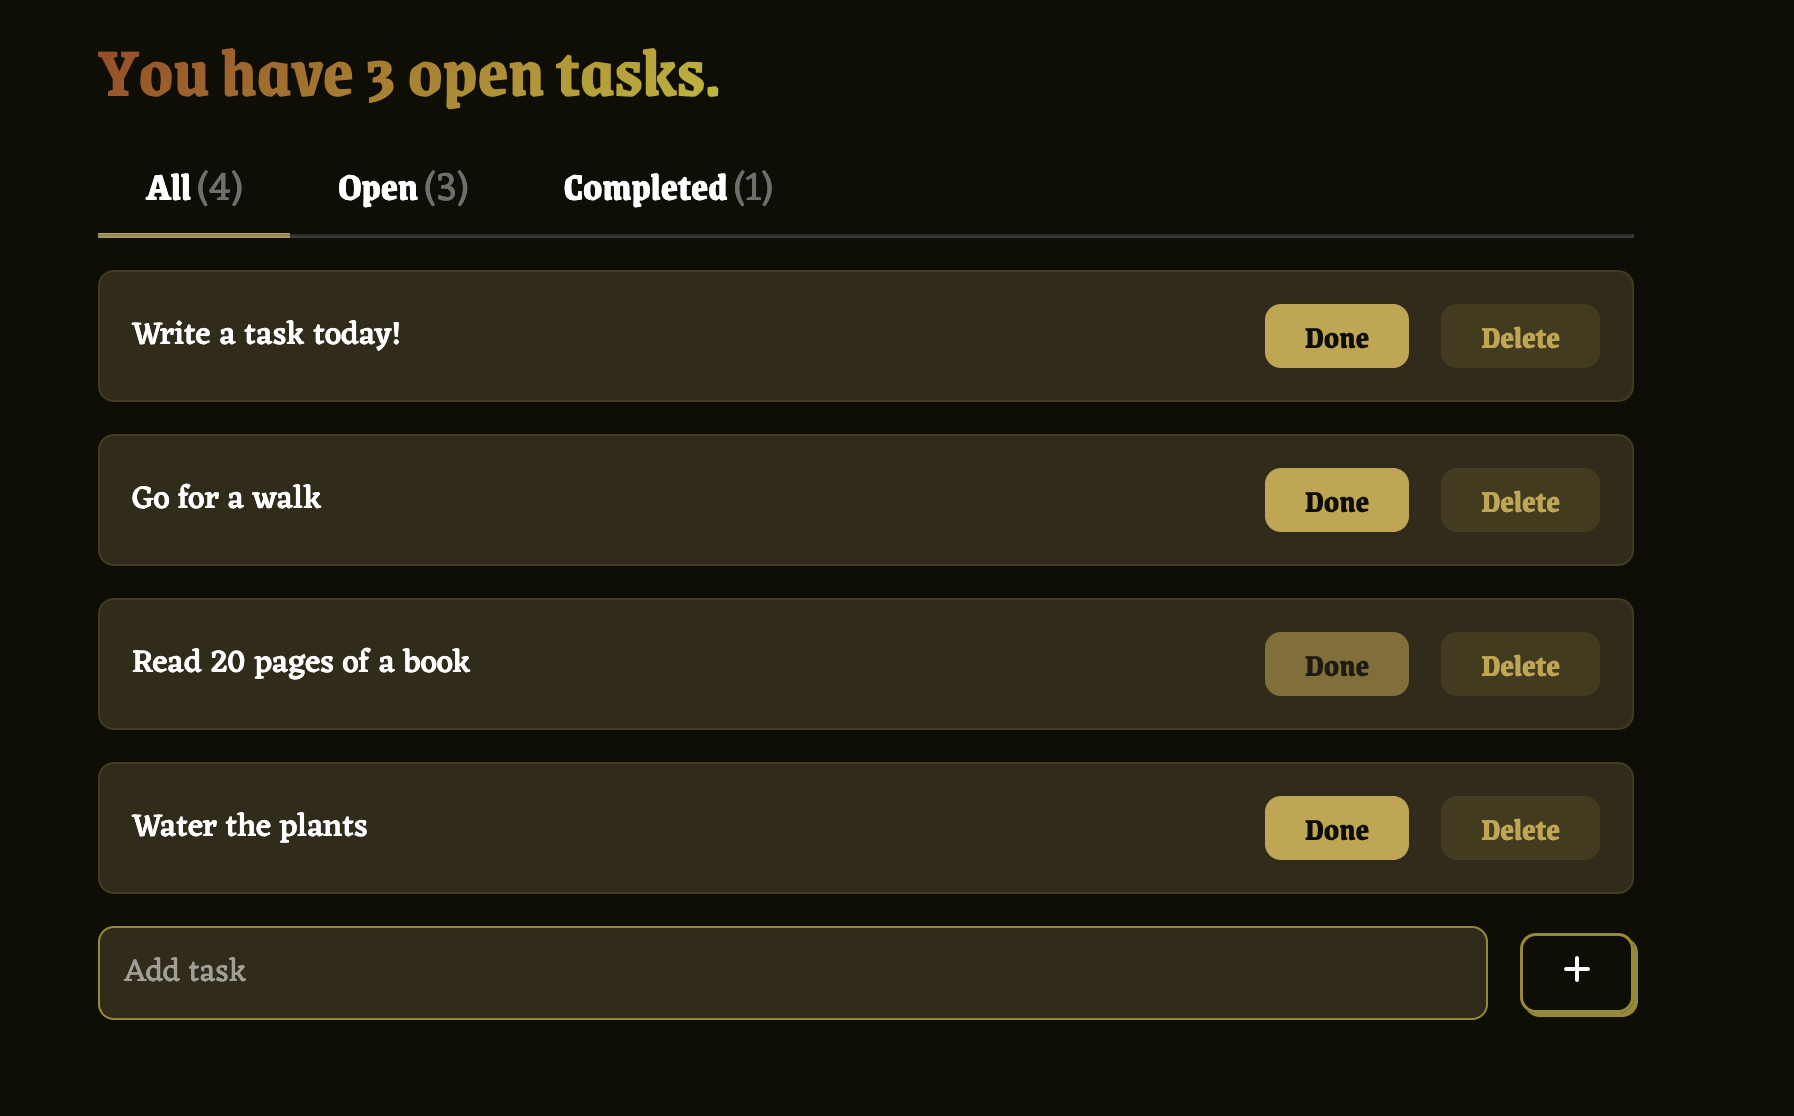 You have 3 open tasks.
All (4) Open (3) Completed (1)
Write a task today! Done Delete
Go for a walk Done Delete
Read 20 pages of a book Done Delete
Water the plants Done Delete
Add task +